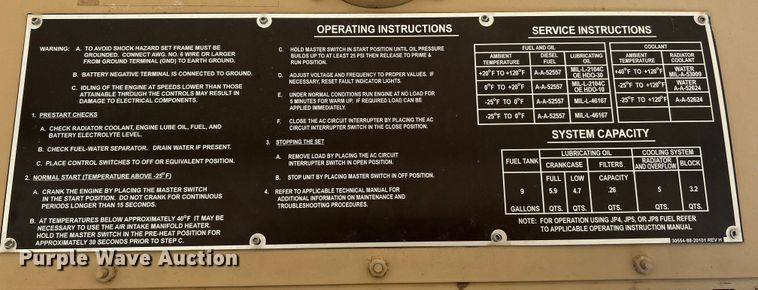 OPERATING INSTRUCTIONS
WARNING: A. TO AVOID SHOCK HAZARD SET FRAME MUST BE
GROUNDED. CONNECT AWG. NO. 6 WIRE OR LARGER
FROM GROUND TERMINAL (GND) TO EARTH GROUND.
B. BATTERY NEGATIVE TERMINAL IS CONNECTED TO GROUND.
C. IDLING OF THE ENGINE AT SPEEDS LOWER THAN THOSE
ATTAINABLE THROUGH THE CONTROLS MAY RESULT IN
DAMAGE TO ELECTRICAL COMPONENTS.
1. PRESTART CHECKS
A. CHECK RADIATOR COOLANT, ENGINE LUBE OIL, FUEL, AND
BATTERY ELECTROLYTE LEVEL.
B. CHECK FUEL-WATER SEPARATOR. DRAIN WATER IF PRESENT.
C. PLACE CONTROL SWITCHES TO OFF OR EQUIVALENT POSITION.
2. NORMAL START (TEMPERATURE ABOVE -25°F)
A. CRANK THE ENGINE BY PLACING THE MASTER SWITCH
IN THE START POSITION. DO NOT CRANK FOR CONTINUOUS
PERIODS LONGER THAN 15 SECONDS.
B. AT TEMPERATURES BELOW APPROXIMATELY 40°F IT MAY BE
NECESSARY TO USE THE AIR INTAKE MANIFOLD HEATER.
HOLD THE MASTER SWITCH IN THE PRE-HEAT POSITION FOR
APPROXIMATELY 30 SECONDS PRIOR TO STEP C.
C. HOLD MASTER SWITCH IN START POSITION UNTIL OIL PRESSURE
BUILDS UP TO AT LEAST 25 PSI THEN RELEASE TO PRIME &
RUN POSITION.
D. ADJUST VOLTAGE AND FREQUENCY TO PROPER VALUES. IF
NECESSARY, RESET FAULT INDICATOR LIGHTS.
E. UNDER NORMAL CONDITIONS RUN ENGINE AT NO LOAD FOR
5 MINUTES FOR WARM UP. IF REQUIRED LOAD CAN BE
APPLIED IMMEDIATELY.
F. CLOSE THE AC CIRCUIT INTERRUPTER BY PLACING THE AC
CIRCUIT INTERRUPTER SWITCH IN THE CLOSE POSITION.
3. STOPPING THE SET
A. REMOVE LOAD BY PLACING THE AC CIRCUIT
INTERRUPTER SWITCH IN OPEN POSITION.
B. STOP UNIT BY PLACING MASTER SWITCH IN OFF POSITION.
4. REFER TO APPLICABLE TECHNICAL MANUAL FOR
ADDITIONAL INFORMATION ON MAINTENANCE AND
TROUBLESHOOTING PROCEDURES.
SERVICE INSTRUCTIONS
FUEL AND OIL COOLANT
AMBIENT TEMPERATURE DIESEL FUEL LUBRICATING OIL AMBIENT TEMPERATURE RADIATOR COOLANT
+20°F TO +120°F A-A-52557 MIL-L-2104C OE HDO-30 +40°F TO +120°F WATER MIL-A-53009
0°F TO +120°F A-A-52557 MIL-L-2104C OE HDO-10 -25°F TO +120°F WATER A-A-52624
-25°F TO 0°F A-A-52557 MIL-L-46167 -25°F TO +120°F A-A-52624
-25°F TO 0°F A-A-52557 MIL-L-46167
SYSTEM CAPACITY
FUEL TANK LUBRICATING OIL COOLING SYSTEM
CRANKCASE FILTERS RADIATOR AND OVERFLOW BLOCK
FULL LOW CAPACITY
9 5.9 4.7 .26 5 3.2
GALLONS QTS. QTS. QTS. QTS. QTS.
NOTE: FOR OPERATION USING JP4, JP5, OR JP8 FUEL REFER
TO APPLICABLE OPERATING INSTRUCTION MANUAL
30554-88-20101 REV H
Purple Wave Auction